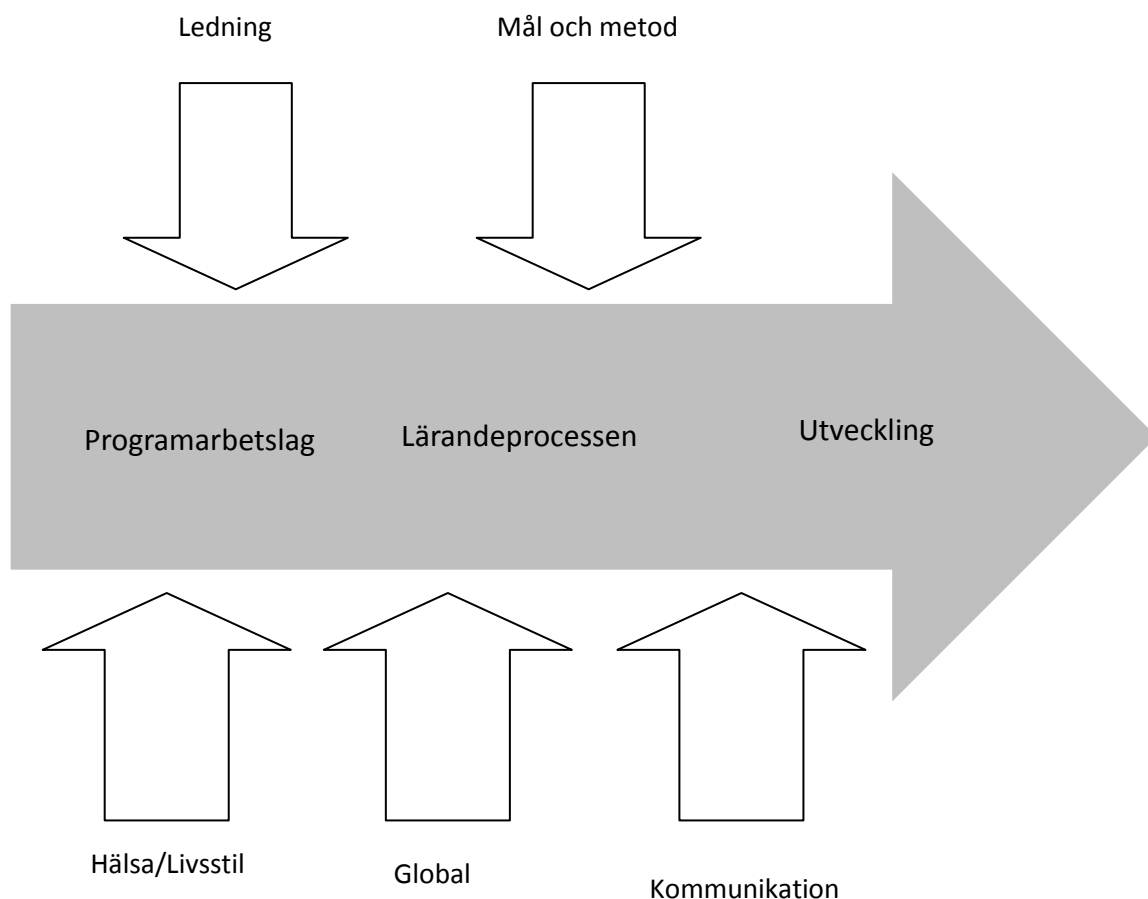 Ledning
Mål och metod
Programarbetslag
Lärandeprocessen
Utveckling
Hälsa/Livsstil
Global
Kommunikation